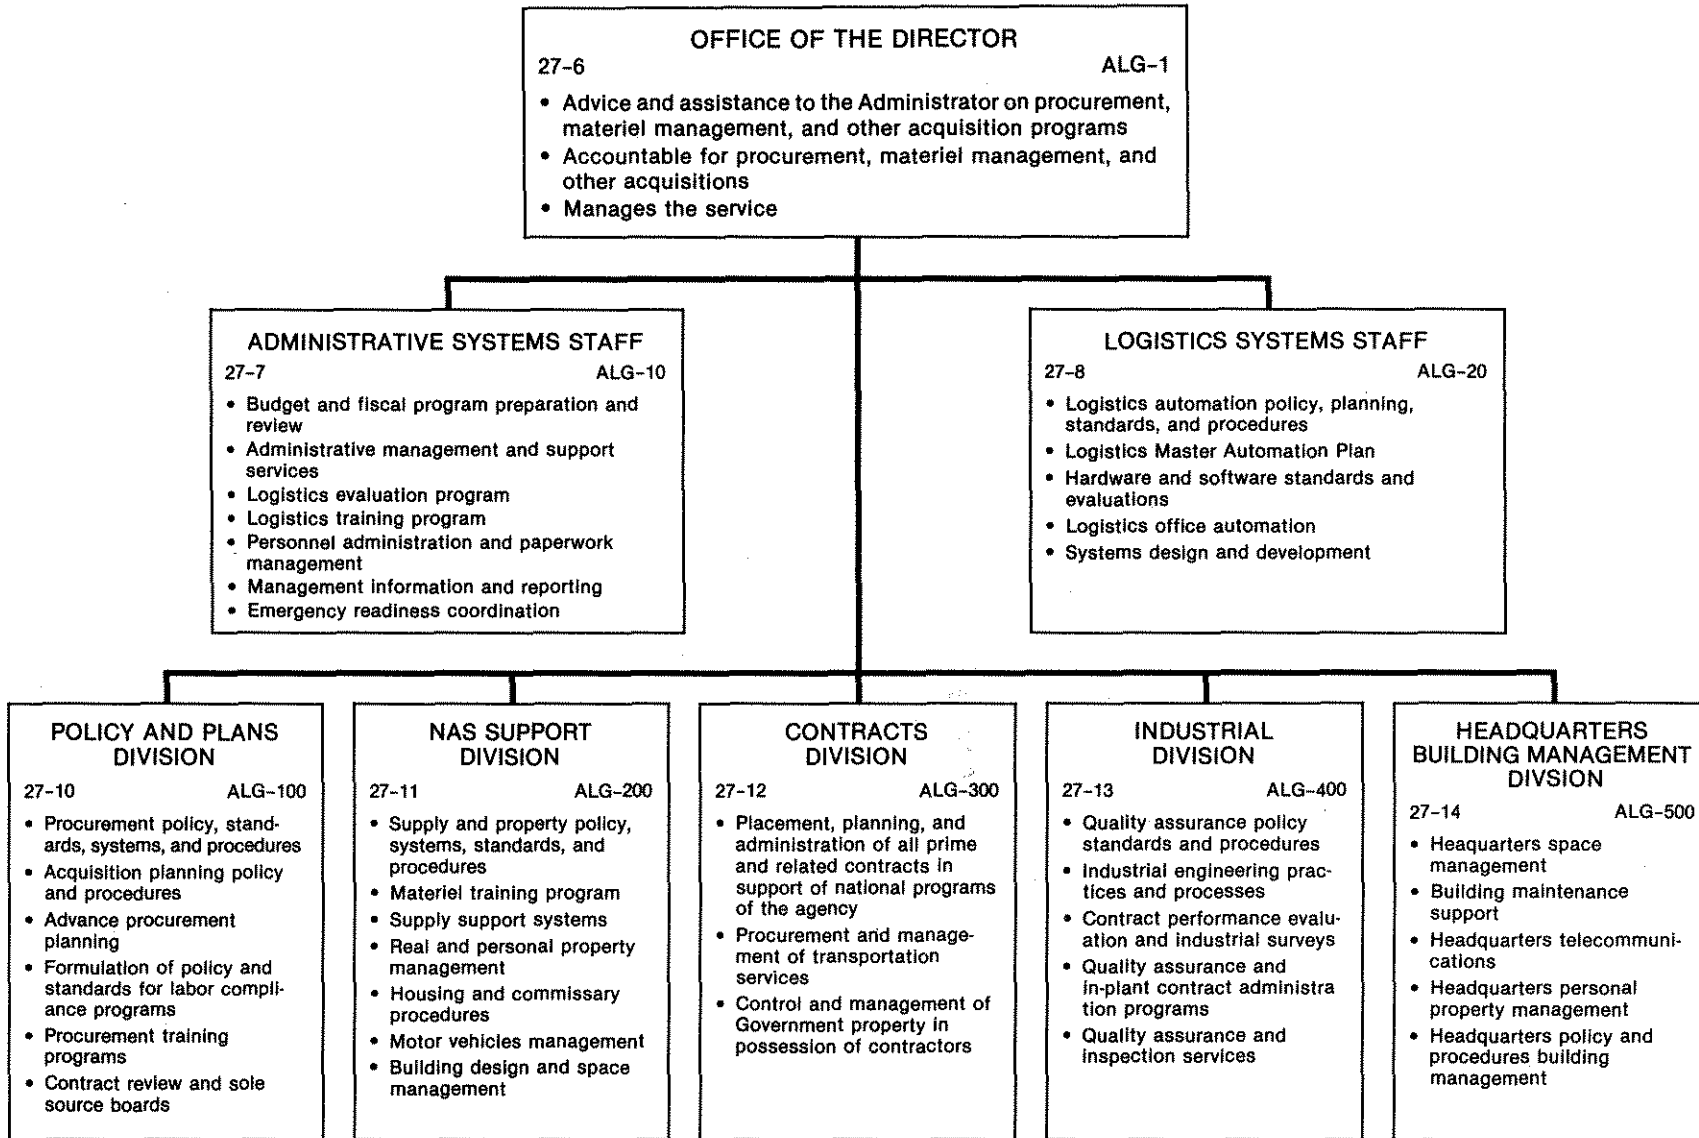 OFFICE OF THE DIRECTOR
27-6 ALG-1
• Advice and assistance to the Administrator on procurement,
materiel management, and other acquisition programs
• Accountable for procurement, materiel management, and
other acquisitions
• Manages the service
ADMINISTRATIVE SYSTEMS STAFF
27-7 ALG-10
• Budget and fiscal program preparation and
review
• Administrative management and support
services
• Logistics evaluation program
• Logistics training program
• Personnel administration and paperwork
management
• Management information and reporting
• Emergency readiness coordination
LOGISTICS SYSTEMS STAFF
27-8 ALG-20
• Logistics automation policy, planning,
standards, and procedures
• Logistics Master Automation Plan
• Hardware and software standards and
evaluations
• Logistics office automation
• Systems design and development
POLICY AND PLANS
DIVISION
27-10 ALG-100
• Procurement policy, stand-
ards, systems, and procedures
• Acquisition planning policy
and procedures
• Advance procurement
planning
• Formulation of policy and
standards for labor compli-
ance programs
• Procurement training
programs
• Contract review and sole
source boards
NAS SUPPORT
DIVISION
27-11 ALG-200
• Supply and property policy,
systems, standards, and
procedures
• Materiel training program
• Supply support systems
• Real and personal property
management
• Housing and commissary
procedures
• Motor vehicles management
• Building design and space
management
CONTRACTS
DIVISION
27-12 ALG-300
• Placement, planning, and
administration of all prime
and related contracts in
support of national programs
of the agency
• Procurement and manage-
ment of transportation
services
• Control and management of
Government property in
possession of contractors
INDUSTRIAL
DIVISION
27-13 ALG-400
• Quality assurance policy
standards and procedures
• Industrial engineering prac-
tices and processes
• Contract performance evalu-
ation and industrial surveys
• Quality assurance and
in-plant contract administra
tion programs
• Quality assurance and
inspection services
HEADQUARTERS
BUILDING MANAGEMENT
DIVSION
27-14 ALG-500
• Heaquarters space
management
• Building maintenance
support
• Headquarters telecommuni-
cations
• Headquarters personal
property management
• Headquarters policy and
procedures building
management